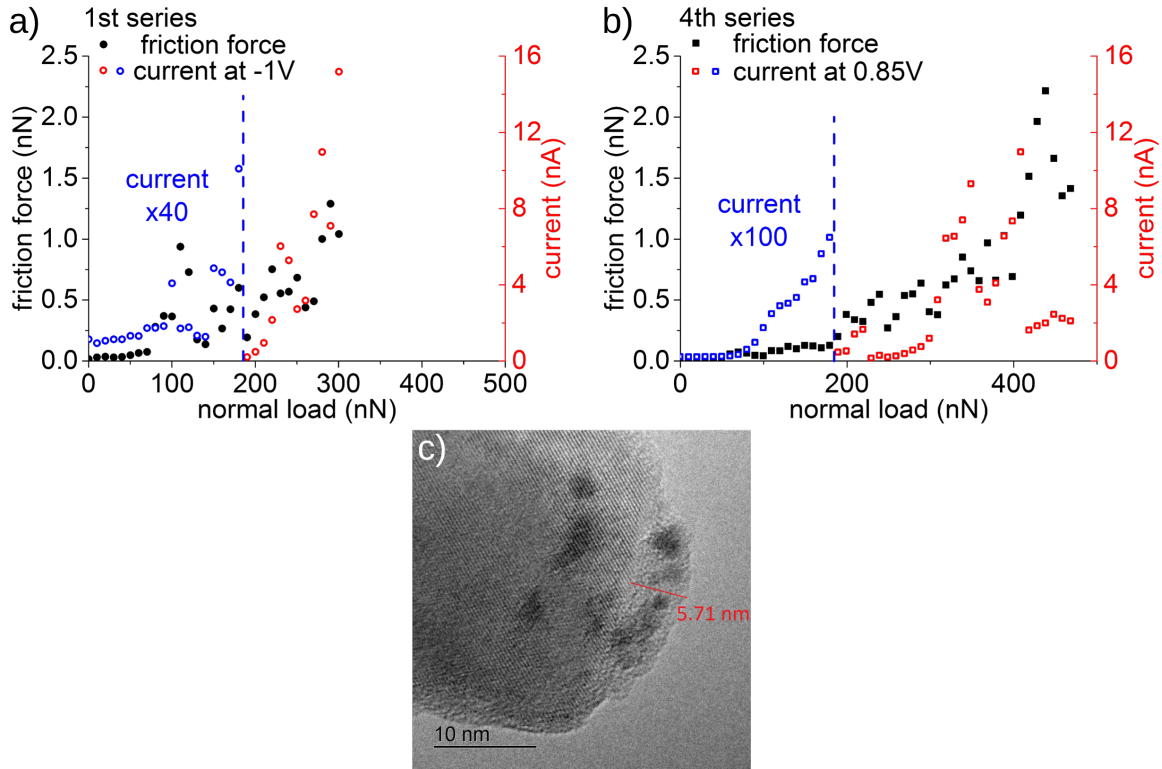 a)
1st series
friction force
current at -1V
2.5
2.0
1.5
1.0
0.5
0.0
friction force (nN)
current
x40
16
12
8
4
0
current (nA)
0 100 200 300 400 500
normal load (nN)
b)
4th series
friction force
current at 0.85V
2.5
2.0
1.5
1.0
0.5
0.0
friction force (nN)
current
x100
16
12
8
4
0
current (nA)
0 200 400
normal load (nN)
c)
5.71 nm
10 nm